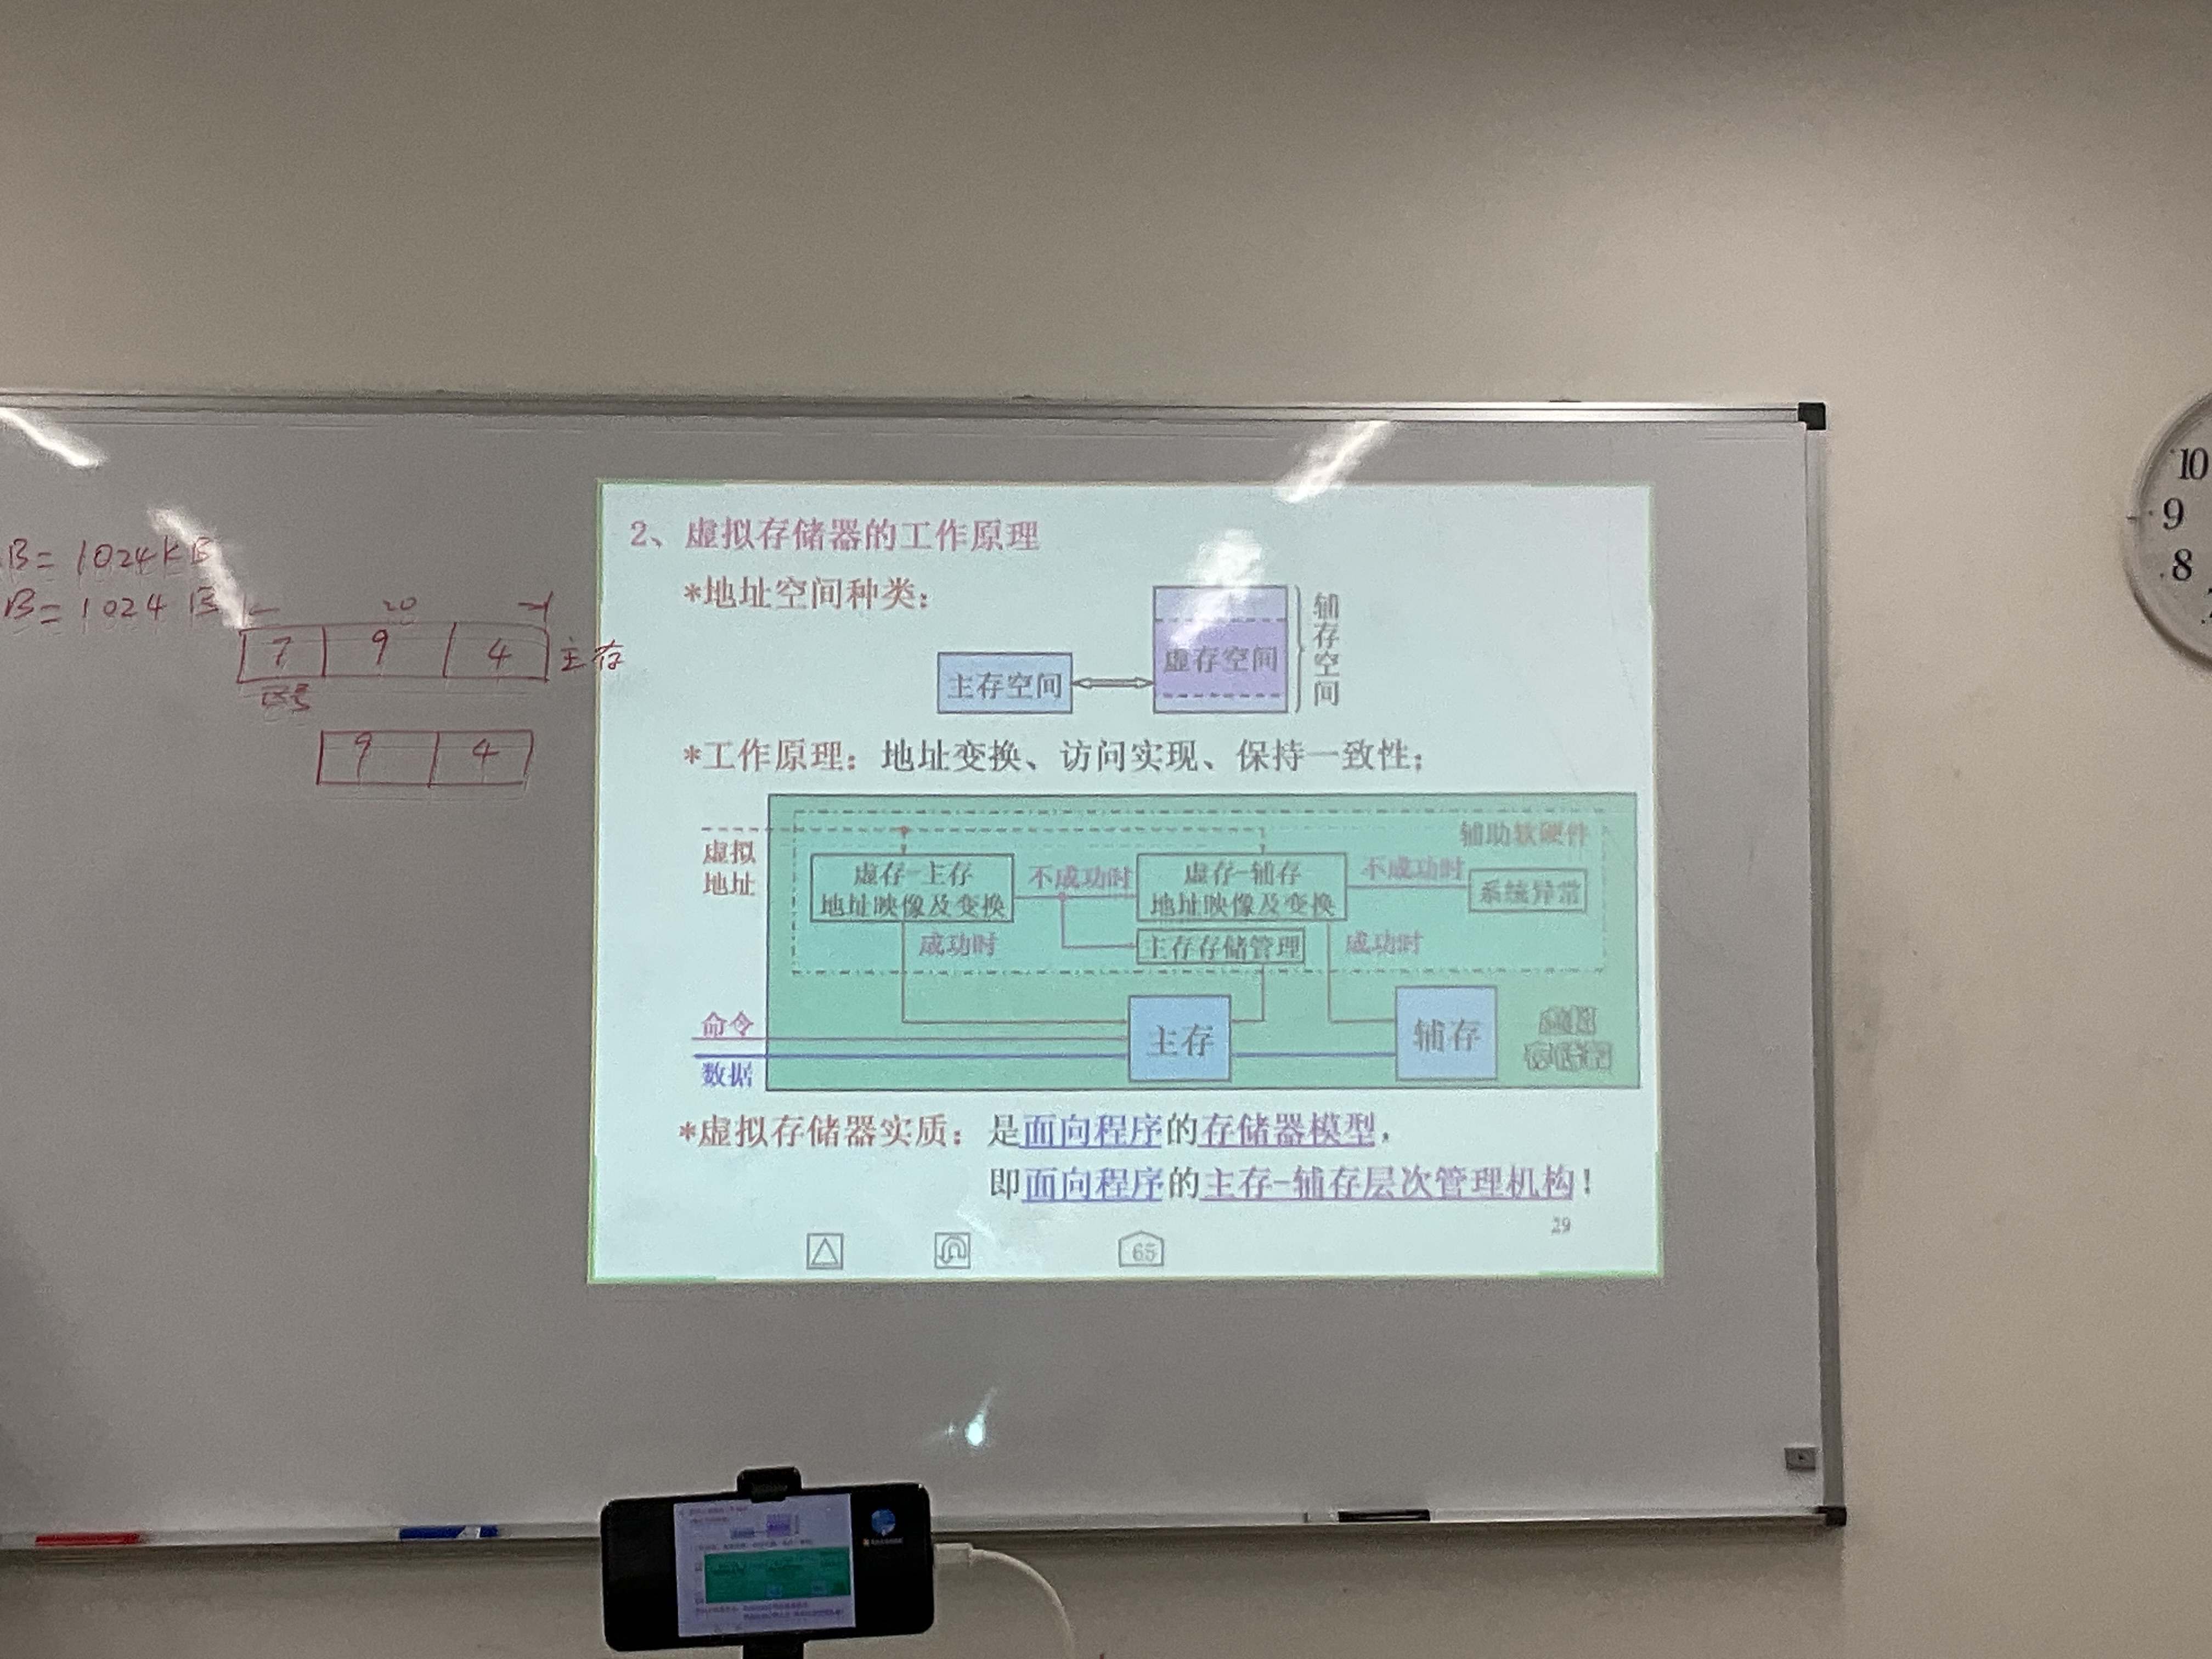 B = 1024KB
B = 1024 B
20
7 9 4 主存
区号
9 4
2、虚拟存储器的工作原理
*地址空间种类：
主存空间
虚存空间
辅存空间
*工作原理：地址变换、访问实现、保持一致性；
虚拟地址
辅助软硬件
虚存-主存
地址映像及变换
不成功时
虚存-辅存
地址映像及变换
不成功时
系统异常
成功时
主存存储管理
成功时
命令
数据
主存
辅存
*虚拟存储器实质：是面向程序的存储器模型，
即面向程序的主存-辅存层次管理机构！
29
65
10
9
8